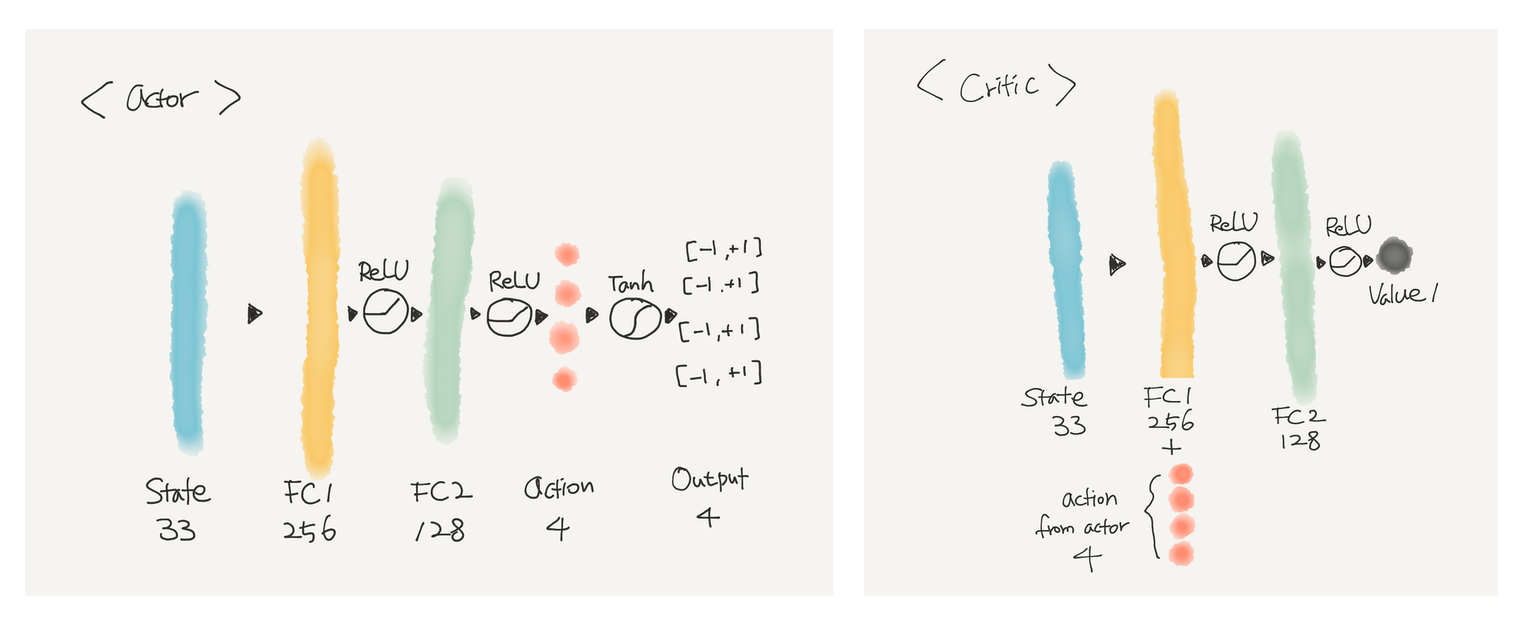 < Actor >
ReLU
ReLU
Tanh
[-1,+1]
[-1.+1]
[-1,+1]
[-1,+1]
State
33
FC1
256
FC2
128
Action
4
Output
4
< Critic >
ReLU
ReLU
Value 1
State
33
FC1
256
+
FC2
128
action
from actor
4